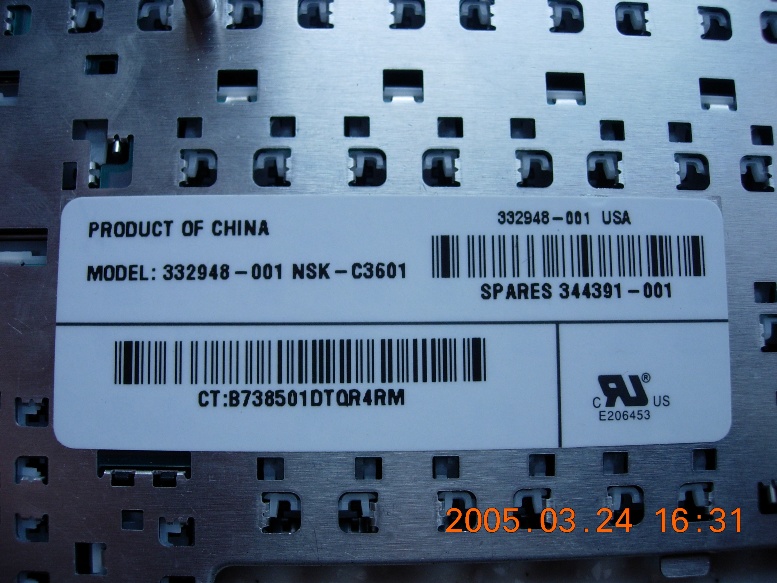 332948-001 USA
PRODUCT OF CHINA
MODEL: 332948-001 NSK-C3601
SPARES 344391-001
CT:B738501DTQR4RM
C RU ® US
E206453
2005.03.24 16:31